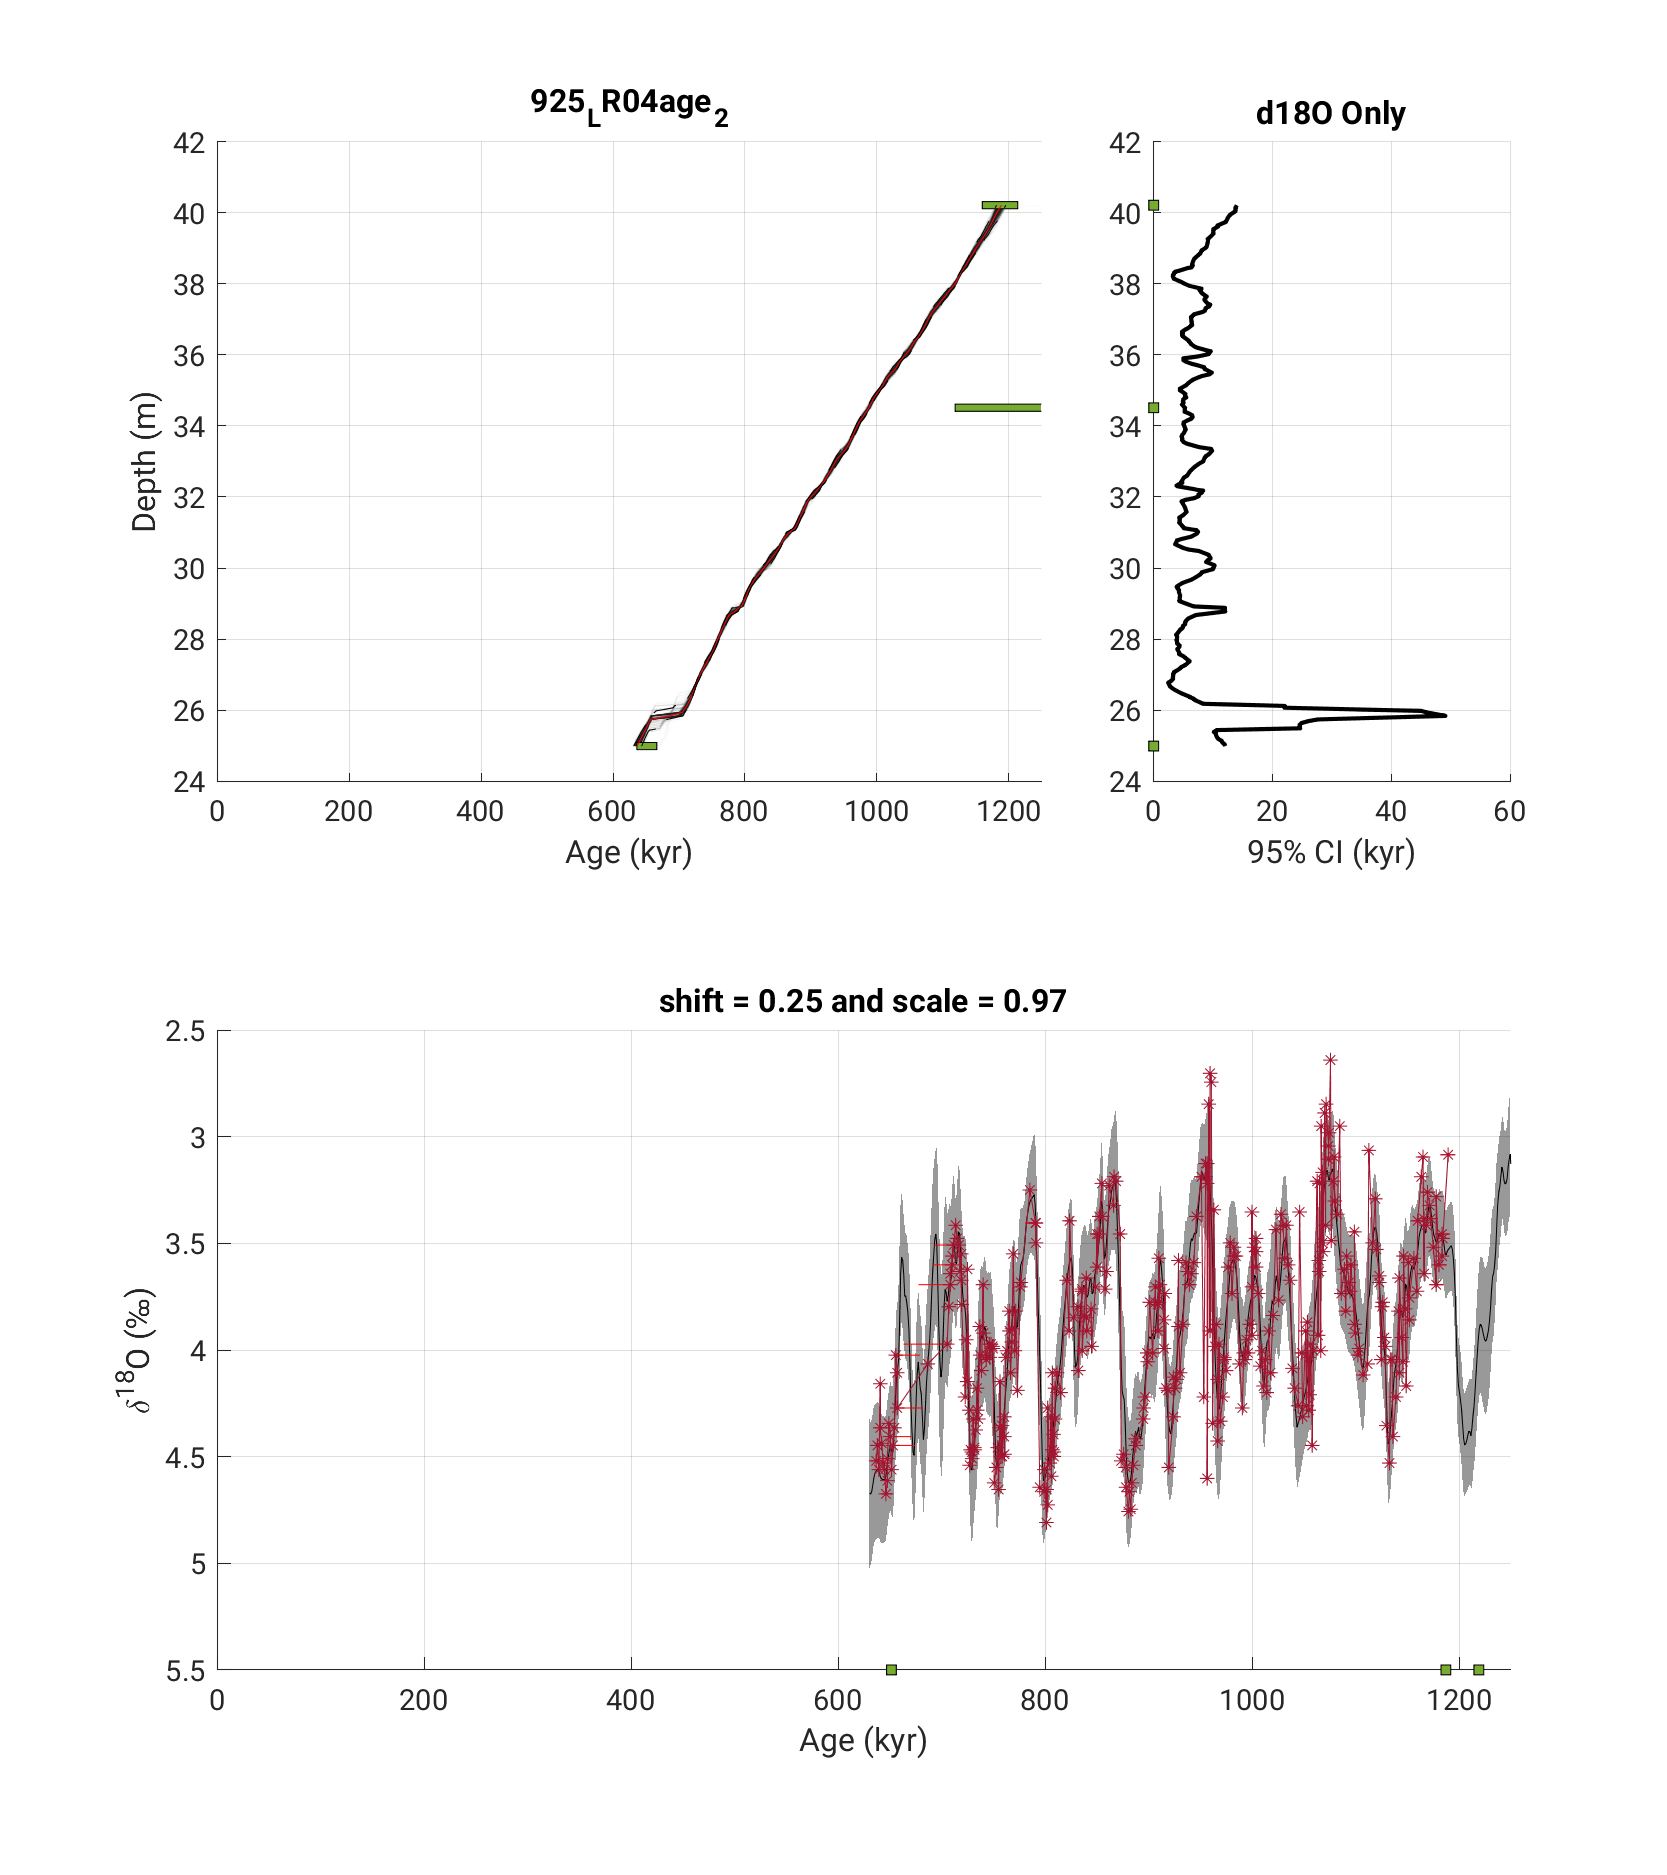 925LR04age2
d18O Only
42
40
38
36
34
32
30
28
26
24
Depth (m)
0 200 400 600 800 1000 1200
Age (kyr)
42
40
38
36
34
32
30
28
26
24
0 20 40 60
95% CI (kyr)
shift = 0.25 and scale = 0.97
2.5
3
3.5
4
4.5
5
5.5
δ18O (‰)
0 200 400 600 800 1000 1200
Age (kyr)